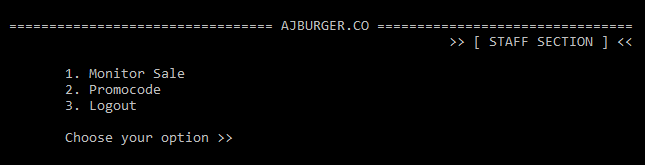 ================================= AJBURGER.CO ================================
>> [ STAFF SECTION ] <<
1. Monitor Sale
2. Promocode
3. Logout
Choose your option >>